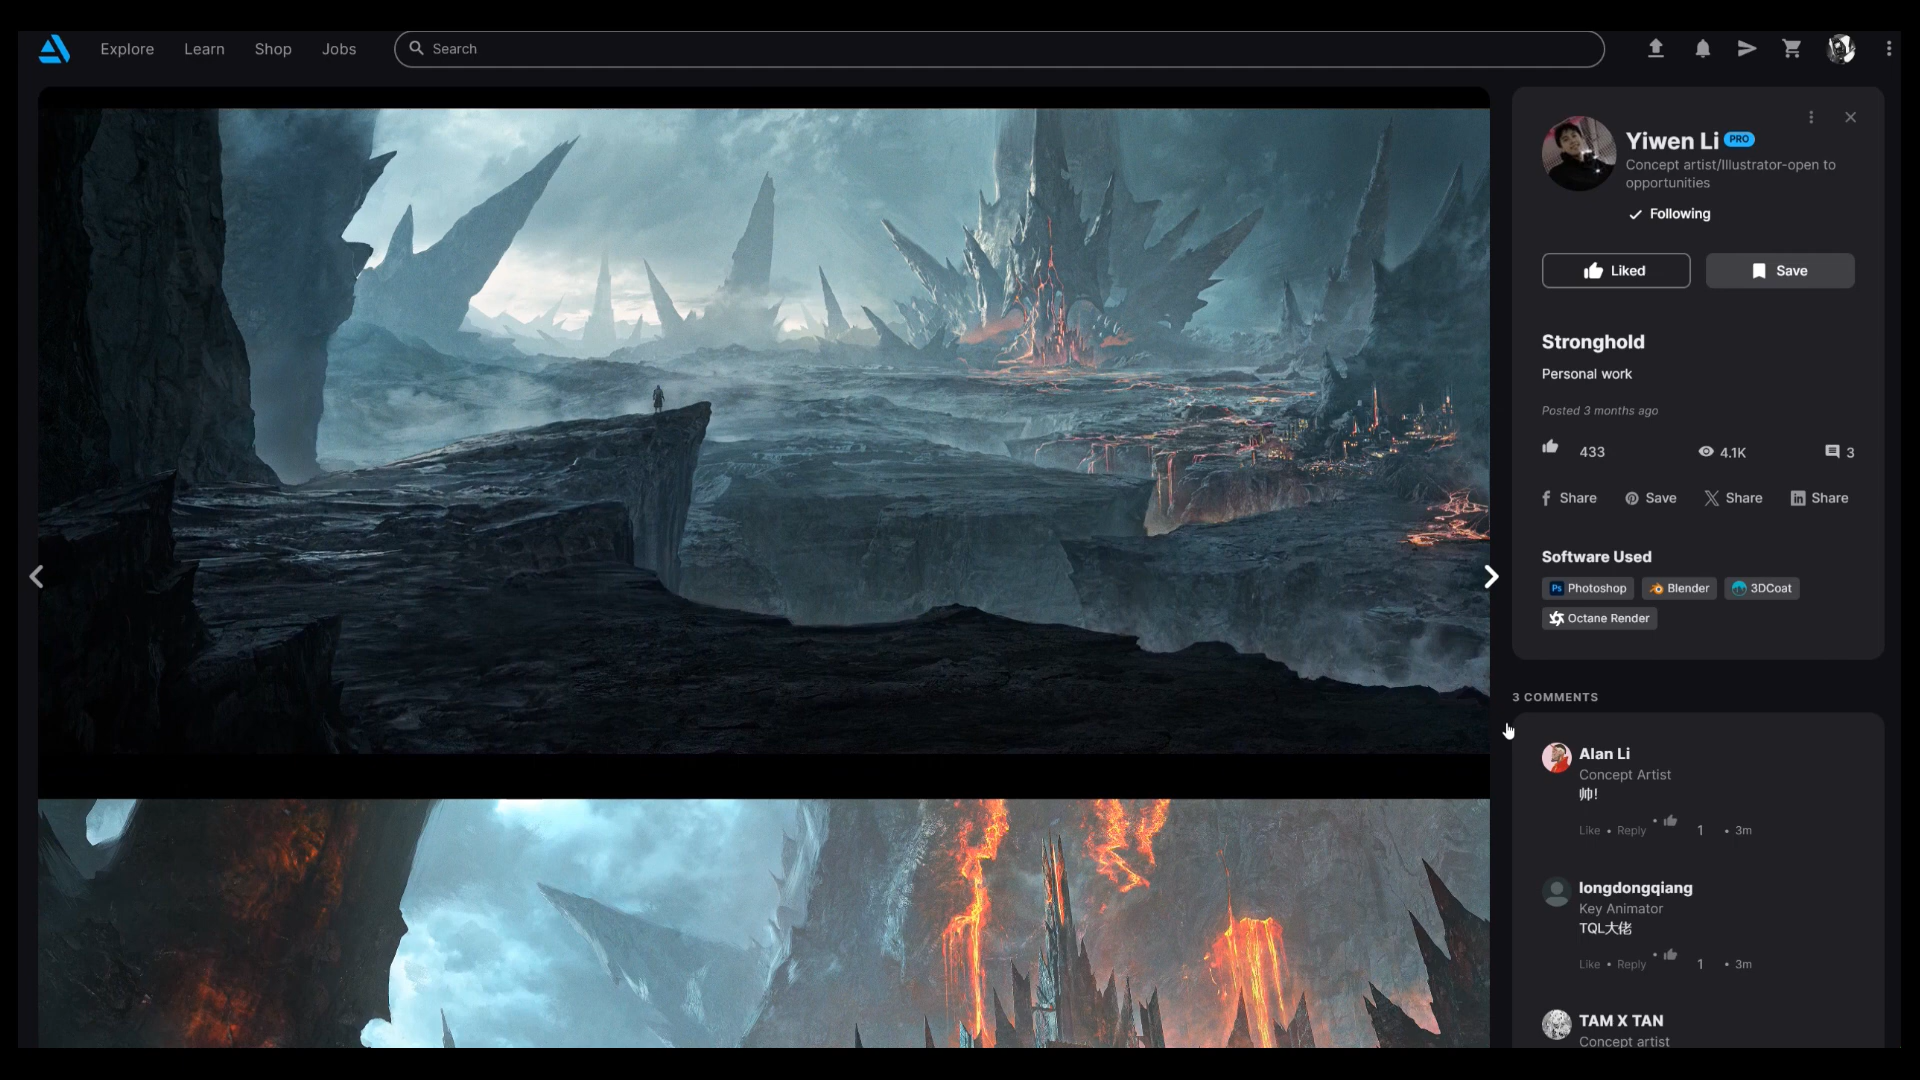 Explore Learn Shop Jobs Search
Yiwen Li PRO
Concept artist/Illustrator-open to
opportunities
Following
Liked Save
Stronghold
Personal work
Posted 3 months ago
433 4.1K 3
Share Save Share Share
Software Used
Ps Photoshop Blender 3DCoat
Octane Render
3 COMMENTS
Alan Li
Concept Artist
帅!
Like • Reply • 1 • 3m
longdongqiang
Key Animator
TQL大佬
Like • Reply • 1 • 3m
TAM X TAN
Concept artist